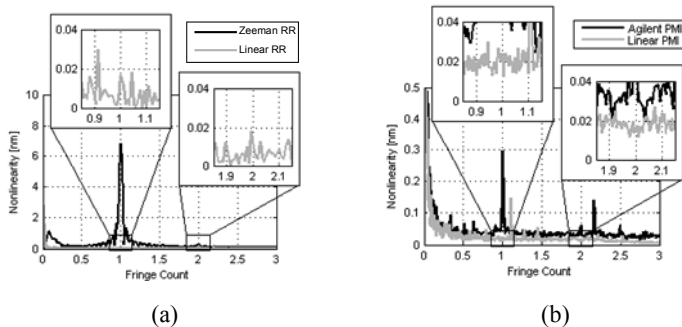 Zeeman RR
Linear RR
0.04
0.02
0
0.9 1 1.1
0.04
0.02
0
1.9 2 2.1
10
8
6
4
2
0
0 0.5 1 1.5 2 2.5 3
Nonlinearity [nm]
Fringe Count
(a)
Agilent PMI
Linear PMI
0.04
0.02
0
0.9 1 1.1
0.04
0.02
0
1.9 2 2.1
0.5
0.4
0.3
0.2
0.1
0
0 0.5 1 1.5 2 2.5 3
Nonlinearity [nm]
Fringe Count
(b)